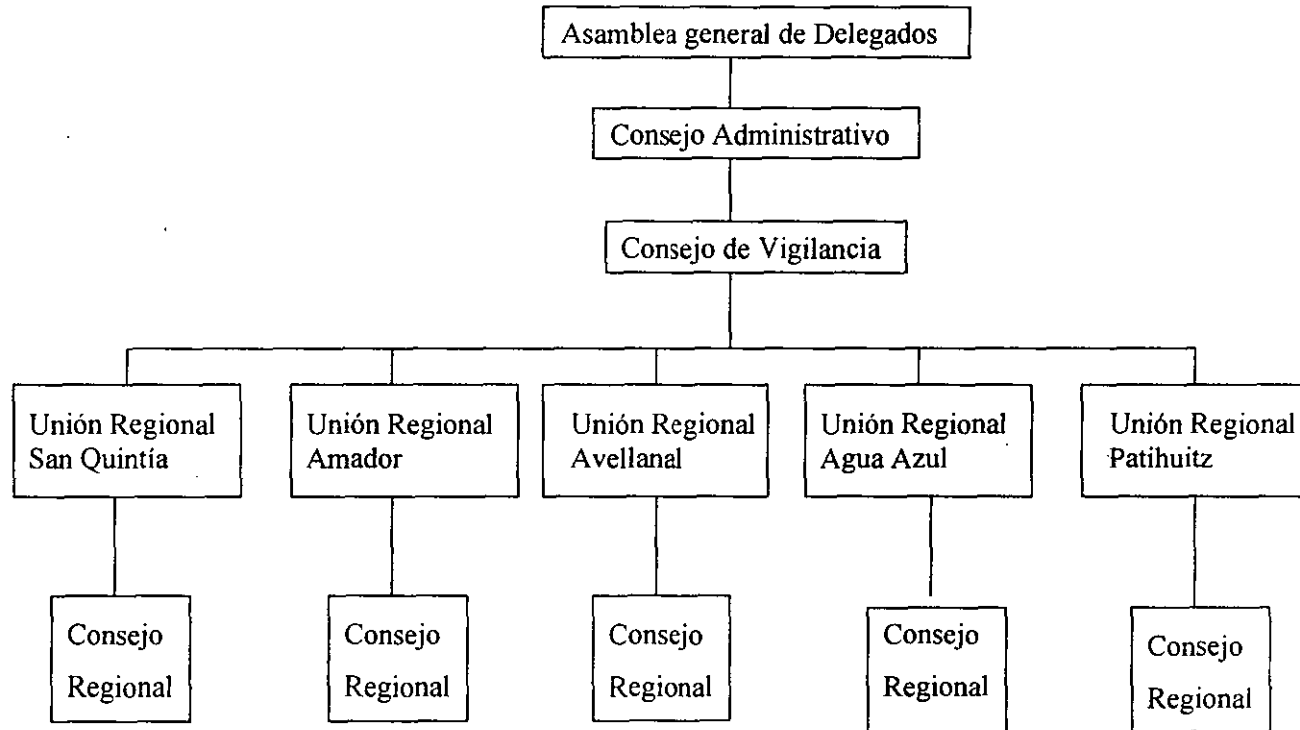 Asamblea general de Delegados
Consejo Administrativo
Consejo de Vigilancia
Unión Regional
San Quintía
Unión Regional
Amador
Unión Regional
Avellanal
Unión Regional
Agua Azul
Unión Regional
Patihuitz
Consejo
Regional
Consejo
Regional
Consejo
Regional
Consejo
Regional
Consejo
Regional